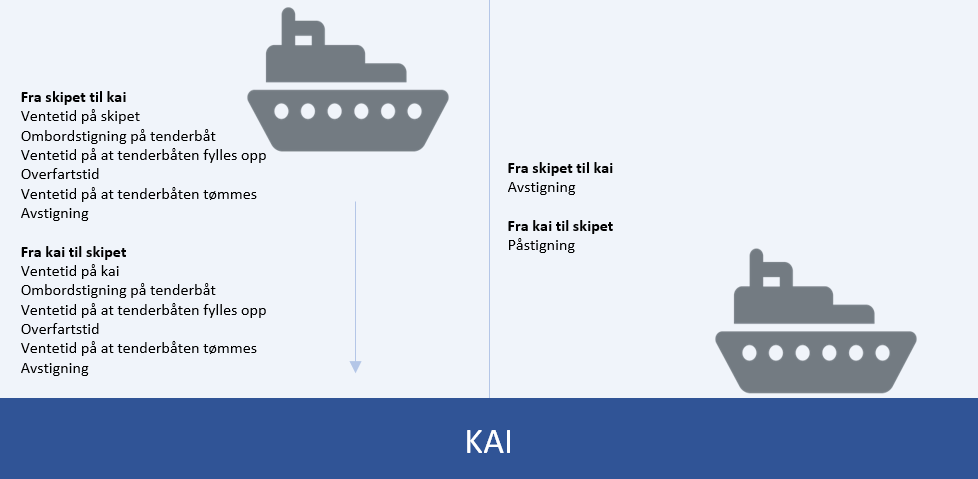 Fra skipet til kai
Ventetid på skipet
Ombordstigning på tenderbåt
Ventetid på at tenderbåten fylles opp
Overfartstid
Ventetid på at tenderbåten tømmes
Avstigning
Fra kai til skipet
Ventetid på kai
Ombordstigning på tenderbåt
Ventetid på at tenderbåten fylles opp
Overfartstid
Ventetid på at tenderbåten tømmes
Avstigning
Fra skipet til kai
Avstigning
Fra kai til skipet
Påstigning
KAI